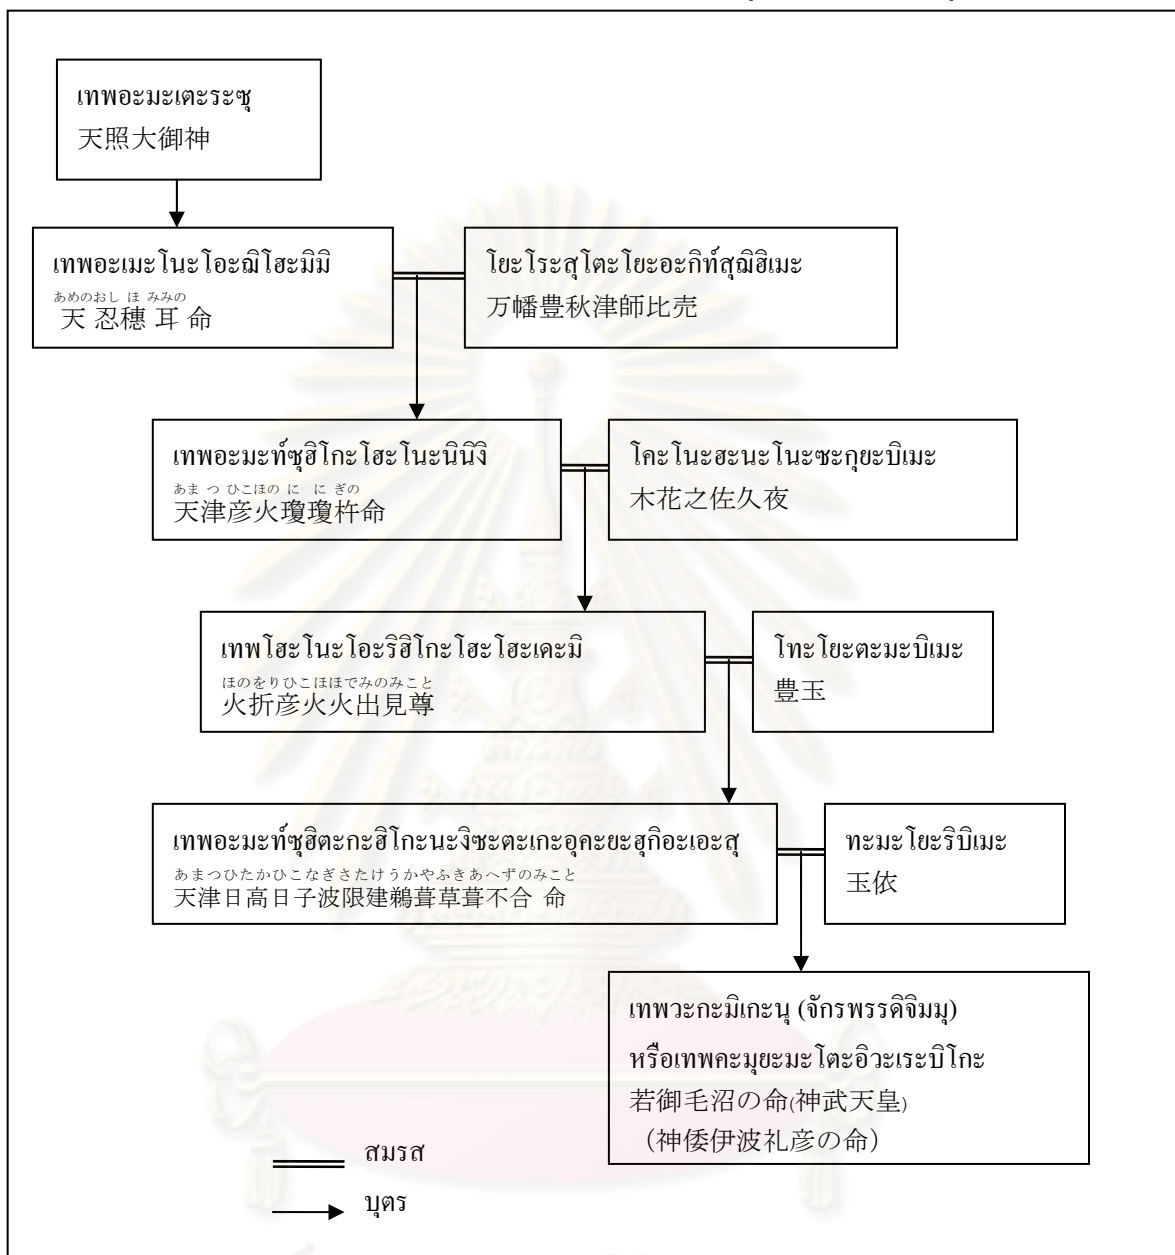 เทพอะมะเตะระซุ
天照大御神
เทพอะเมะโนะโอะฌิโฮะมิมิ
あめのおし ほ みみの
天 忍穗 耳 命
โยะโระสุโตะโยะอะกิท์สุฌิฮิเมะ
万幡豊秋津師比売
เทพอะมะท์ซุฮิโกะโฮะโนะนินิงิ
あま つ ひこほの に に ぎの
天津彦火瓊瓊杵命
โคะโนะฮะนะโนะซะกุยะบิเมะ
木花之佐久夜
เทพโฮะโนะโอะริฮิโกะโฮะโฮะเดะมิ
ほのをりひこほほでみのみこと
火折彦火火出見尊
โทะโยะตะมะบิเมะ
豊玉
เทพอะมะท์ซุฮิตะกะฮิโกะนะงิซะตะเกะอุคะยะฮุกิอะเอะสุ
あまつひたかひこなぎさたけうかやふきあへずのみこと
天津日高日子波限建鵜葺草葺不合 命
ทะมะโยะริบิเมะ
玉依
เทพวะกะมิเกะนุ (จักรพรรดิจิมมุ)
หรือเทพคะมุยะมะโตะอิวะเระบิโกะ
若御毛沼の命(神武天皇)
（神倭伊波礼彦の命）
สมรส
บุตร